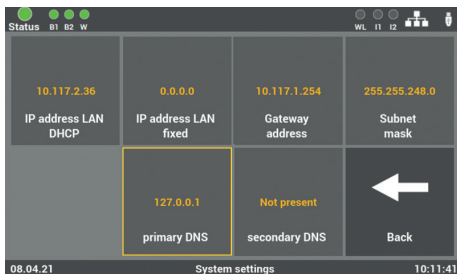 Status B1 B2 W WL I1 I2
10.117.2.36
IP address LAN
DHCP
0.0.0.0
IP address LAN
fixed
10.117.1.254
Gateway
address
255.255.248.0
Subnet
mask
127.0.0.1
primary DNS
Not present
secondary DNS
Back
08.04.21 System settings 10:11:41